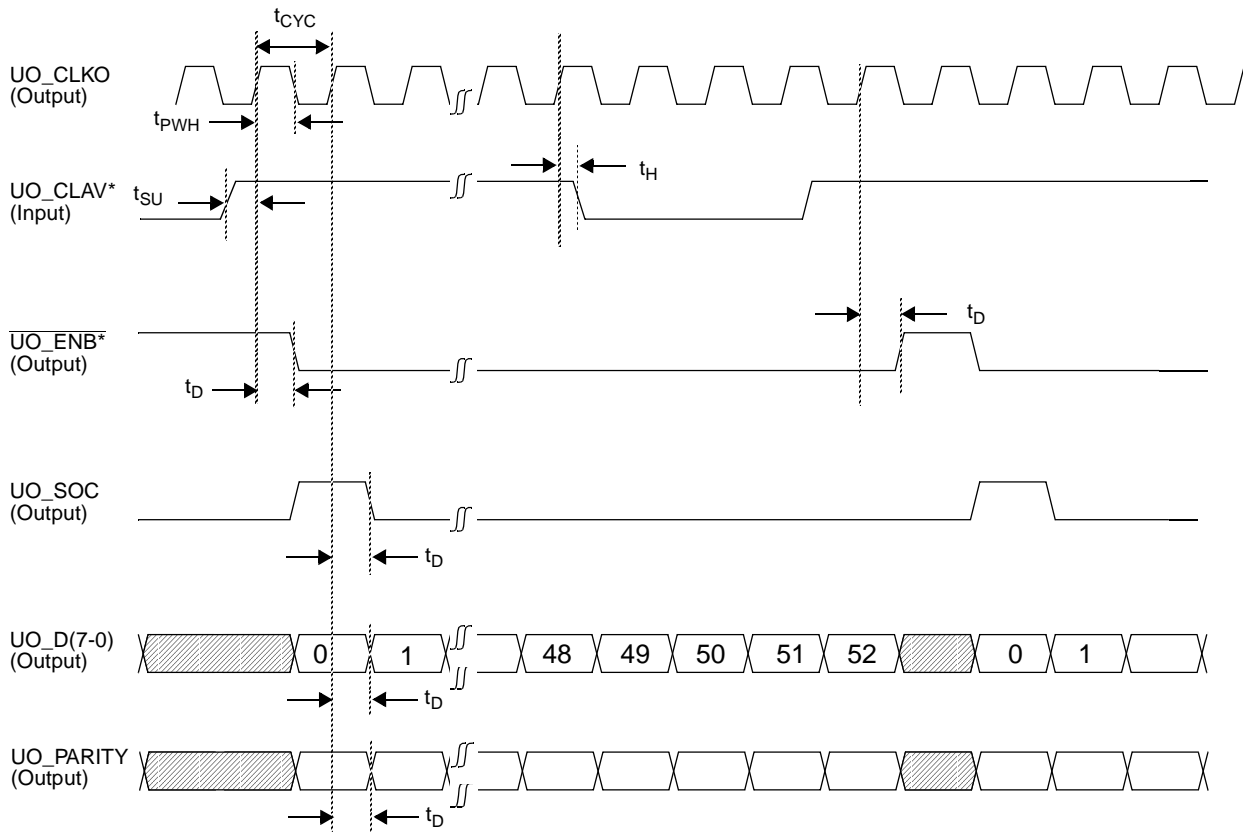 tCYC
UO_CLKO
(Output)
tPWH
tH
UO_CLAV*
(Input)
tSU
tD
UO_ENB*
(Output)
tD
UO_SOC
(Output)
tD
UO_D(7-0)
(Output)
0 1 48 49 50 51 52 0 1
tD
UO_PARITY
(Output)
tD